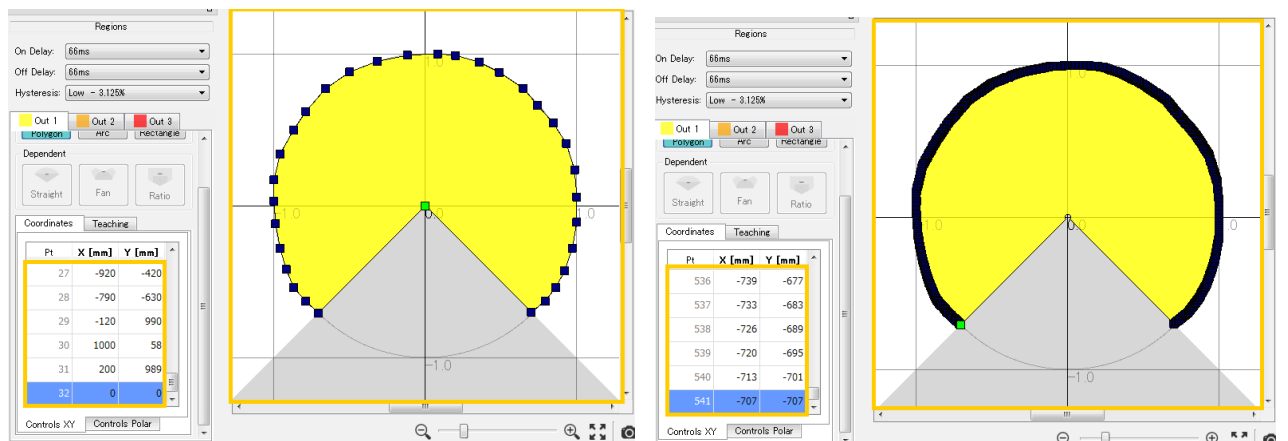 Regions
On Delay: 66ms
Off Delay: 66ms
Hysteresis: Low - 3.125%
Out 1 Out 2 Out 3
Polygon Arc Rectangle
Dependent
Straight Fan Ratio
Coordinates Teaching
Pt X [mm] Y [mm]
27 -920 -420
28 -790 -630
29 -120 990
30 1000 58
31 200 989
32 0 0
Controls XY Controls Polar
1.0
-1.0 0.0 1.0
-1.0
Regions
On Delay: 66ms
Off Delay: 66ms
Hysteresis: Low - 3.125%
Out 1 Out 2 Out 3
Polygon Arc Rectangle
Dependent
Straight Fan Ratio
Coordinates Teaching
Pt X [mm] Y [mm]
536 -739 -677
537 -733 -683
538 -726 -689
539 -720 -695
540 -713 -701
541 -707 -707
Controls XY Controls Polar
1.0
1.0 0.0 1.0
-1.0